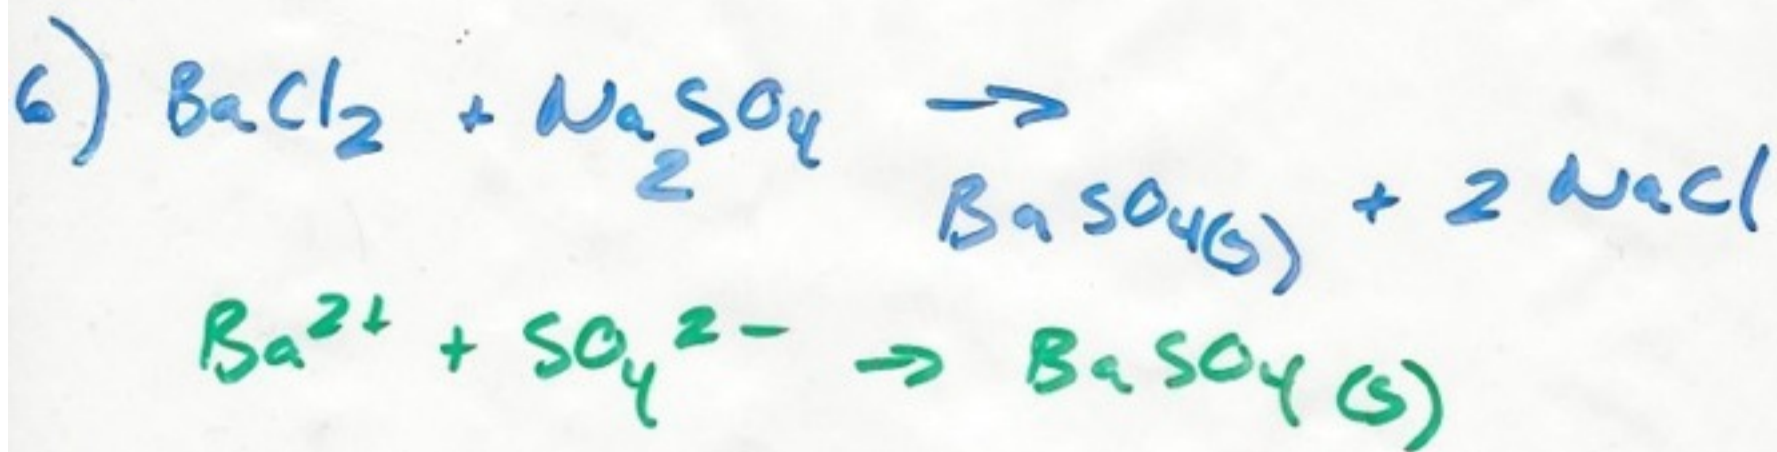 6) BaCl₂ + Na₂SO₄ →
BaSO₄(s) + 2 NaCl
Ba²⁺ + SO₄²⁻ → BaSO₄ (s)